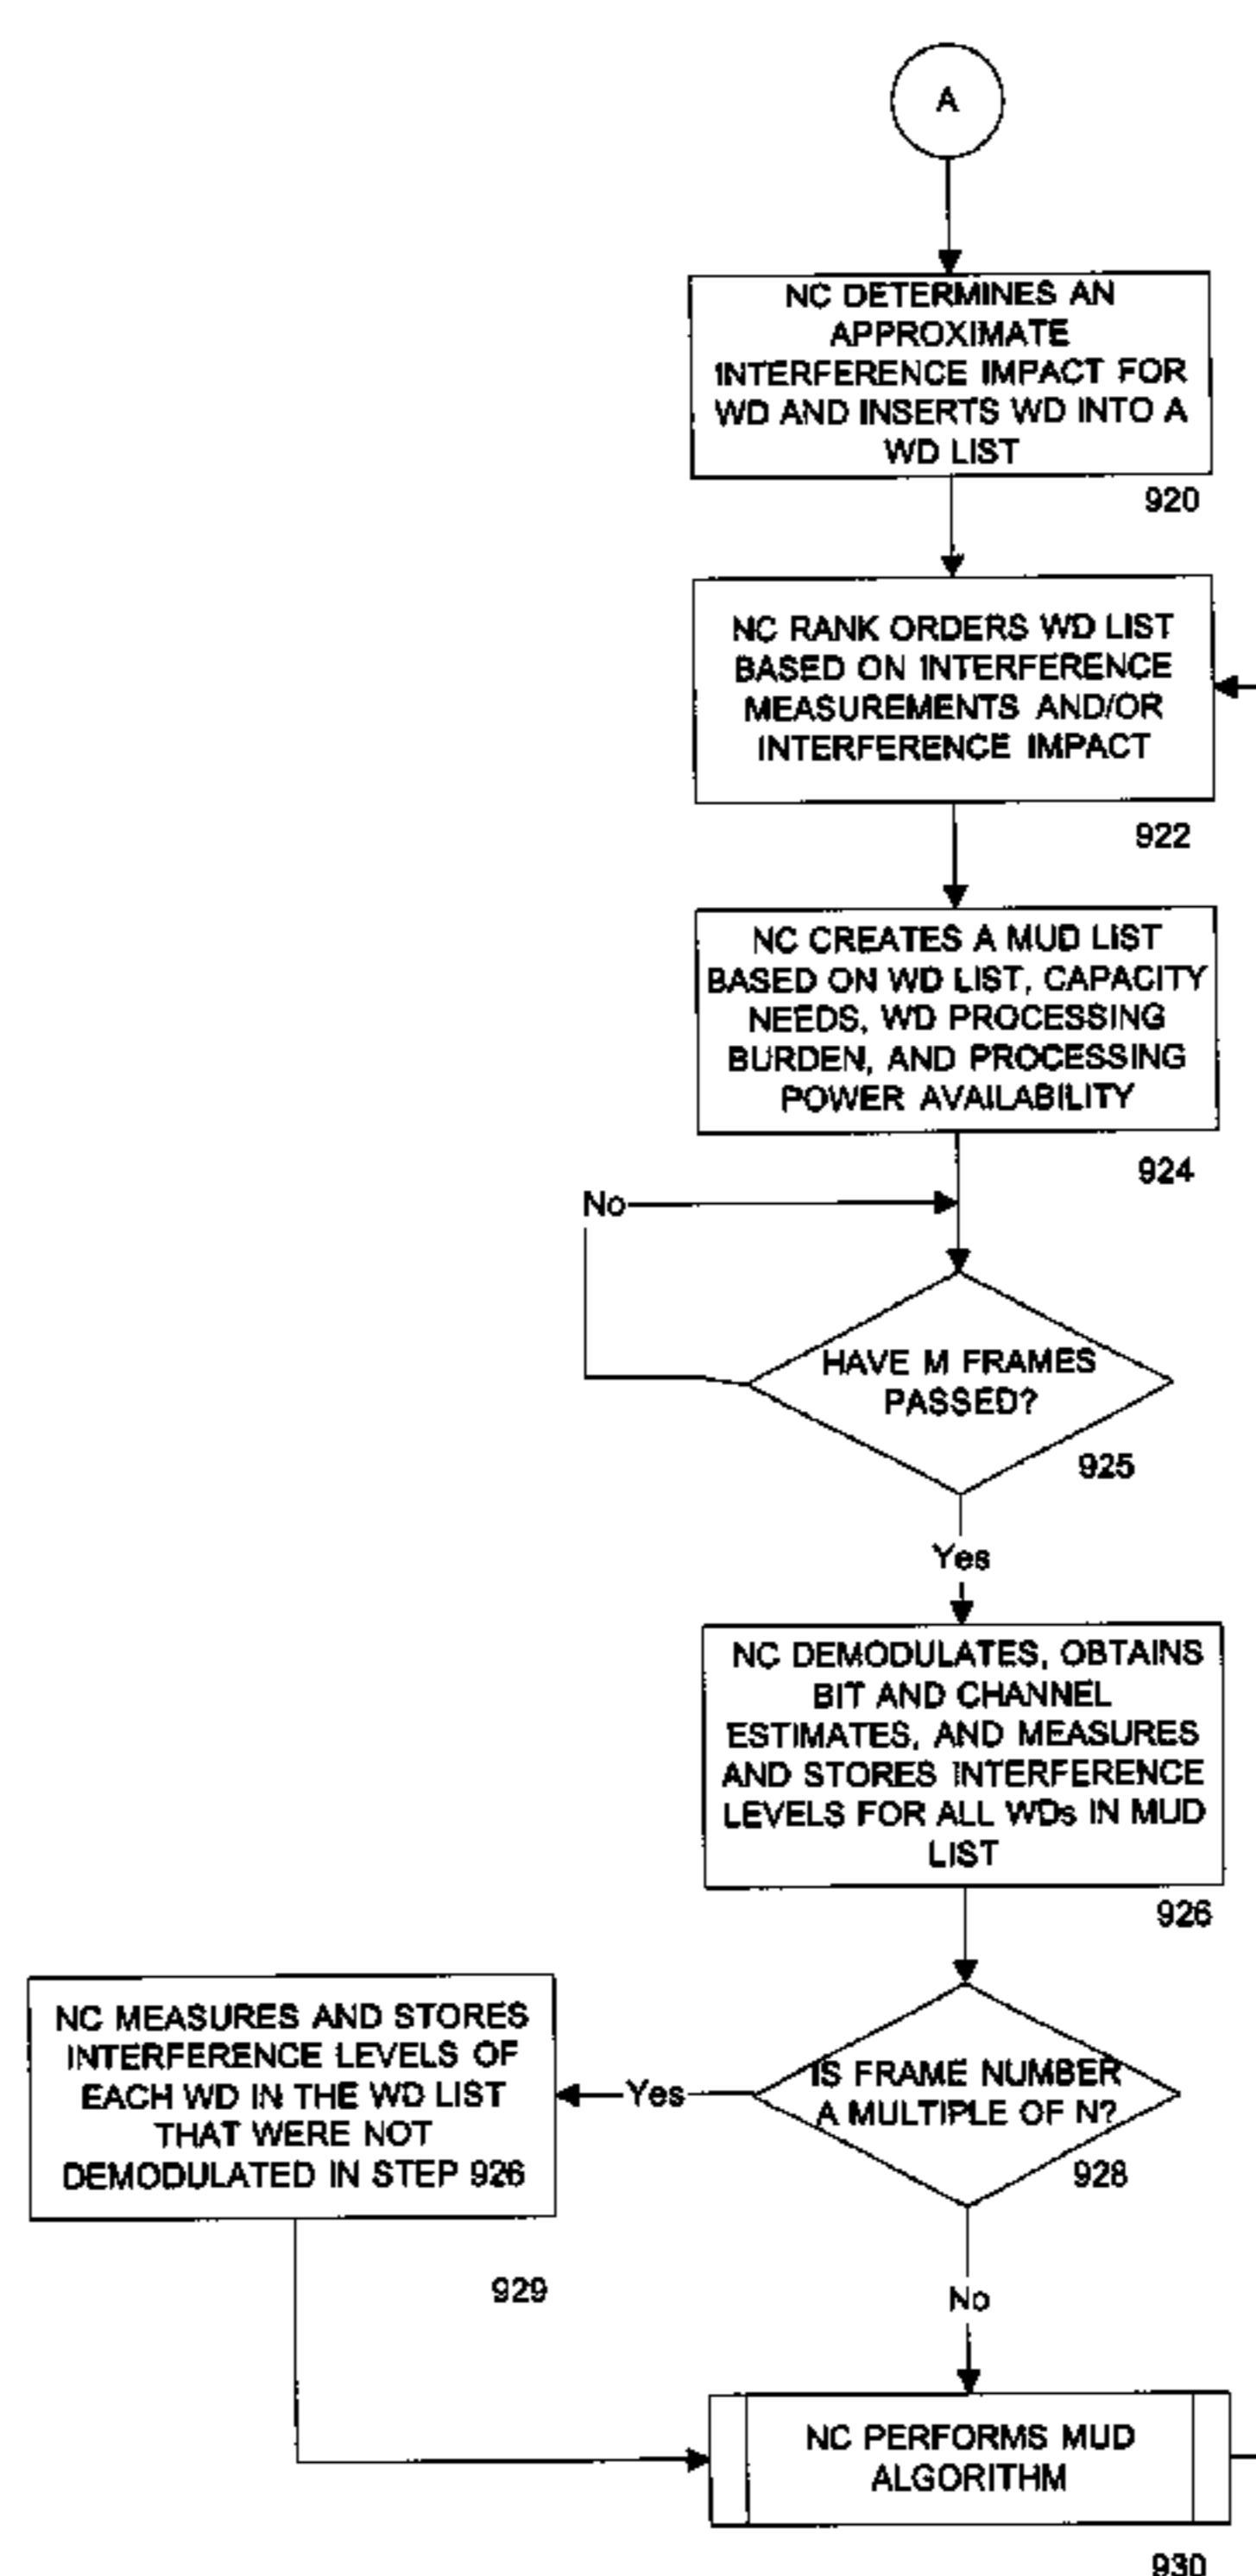 A
NC DETERMINES AN
APPROXIMATE
INTERFERENCE IMPACT FOR
WD AND INSERTS WD INTO A
WD LIST
920
NC RANK ORDERS WD LIST
BASED ON INTERFERENCE
MEASUREMENTS AND/OR
INTERFERENCE IMPACT
922
NC CREATES A MUD LIST
BASED ON WD LIST, CAPACITY
NEEDS, WD PROCESSING
BURDEN, AND PROCESSING
POWER AVAILABILITY
924
No
HAVE M FRAMES
PASSED?
925
Yes
NC DEMODULATES, OBTAINS
BIT AND CHANNEL
ESTIMATES, AND MEASURES
AND STORES INTERFERENCE
LEVELS FOR ALL WDs IN MUD
LIST
926
IS FRAME NUMBER
A MULTIPLE OF N?
928
Yes
NC MEASURES AND STORES
INTERFERENCE LEVELS OF
EACH WD IN THE WD LIST
THAT WERE NOT
DEMODULATED IN STEP 926
929
No
NC PERFORMS MUD
ALGORITHM
930